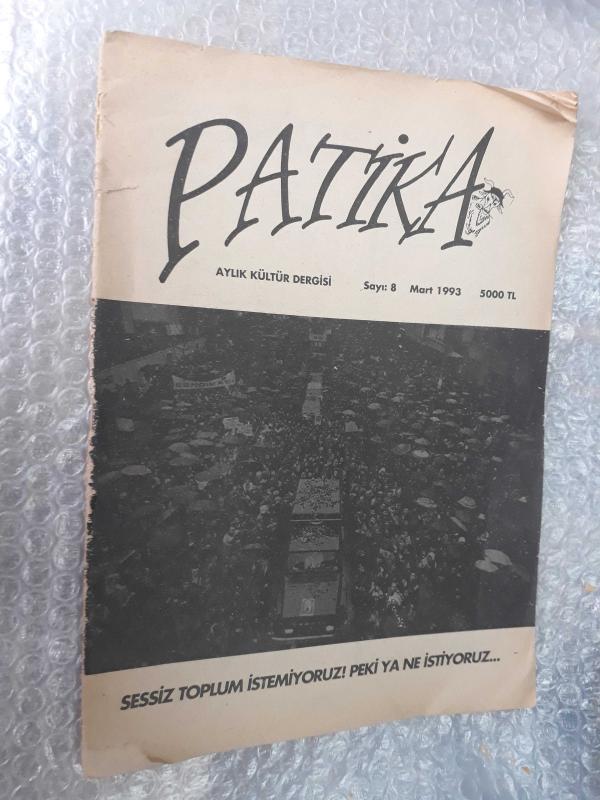 PATİKA
AYLIK KÜLTÜR DERGİSİ Sayı: 8 Mart 1993 5000 TL
SESSİZ TOPLUM İSTEMİYORUZ! PEKİ YA NE İSTİYORUZ...